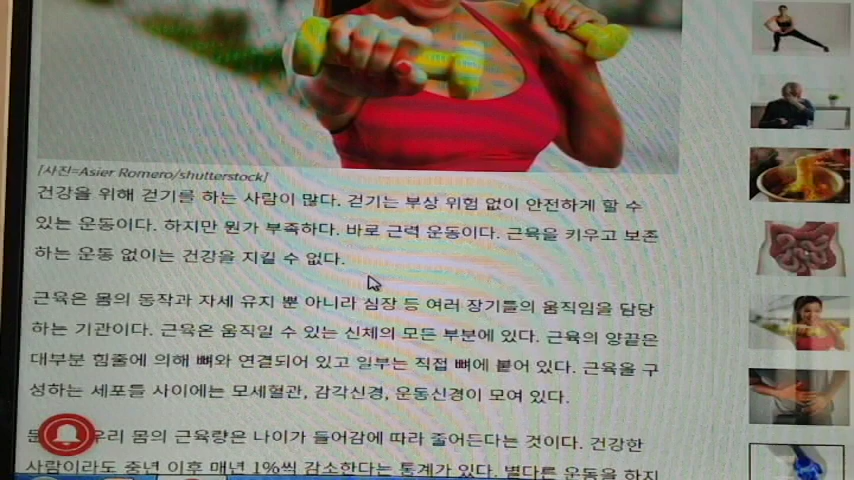 [사진=Asier Romero/shutterstock]
건강을 위해 걷기를 하는 사람이 많다. 걷기는 부상 위험 없이 안전하게 할 수
있는 운동이다. 하지만 뭔가 부족하다. 바로 근력 운동이다. 근육을 키우고 보존
하는 운동 없이는 건강을 지킬 수 없다.
근육은 몸의 동작과 자세 유지 뿐 아니라 심장 등 여러 장기들의 움직임을 담당
하는 기관이다. 근육은 움직일 수 있는 신체의 모든 부분에 있다. 근육의 양끝은
대부분 힘줄에 의해 뼈와 연결되어 있고 일부는 직접 뼈에 붙어 있다. 근육을 구
성하는 세포들 사이에는 모세혈관, 감각신경, 운동신경이 모여 있다.
우리 몸의 근육량은 나이가 들어감에 따라 줄어든다는 것이다. 건강한
사람이라도 중년 이후 매년 1%씩 감소한다는 통계가 있다. 별다른 운동을 하지